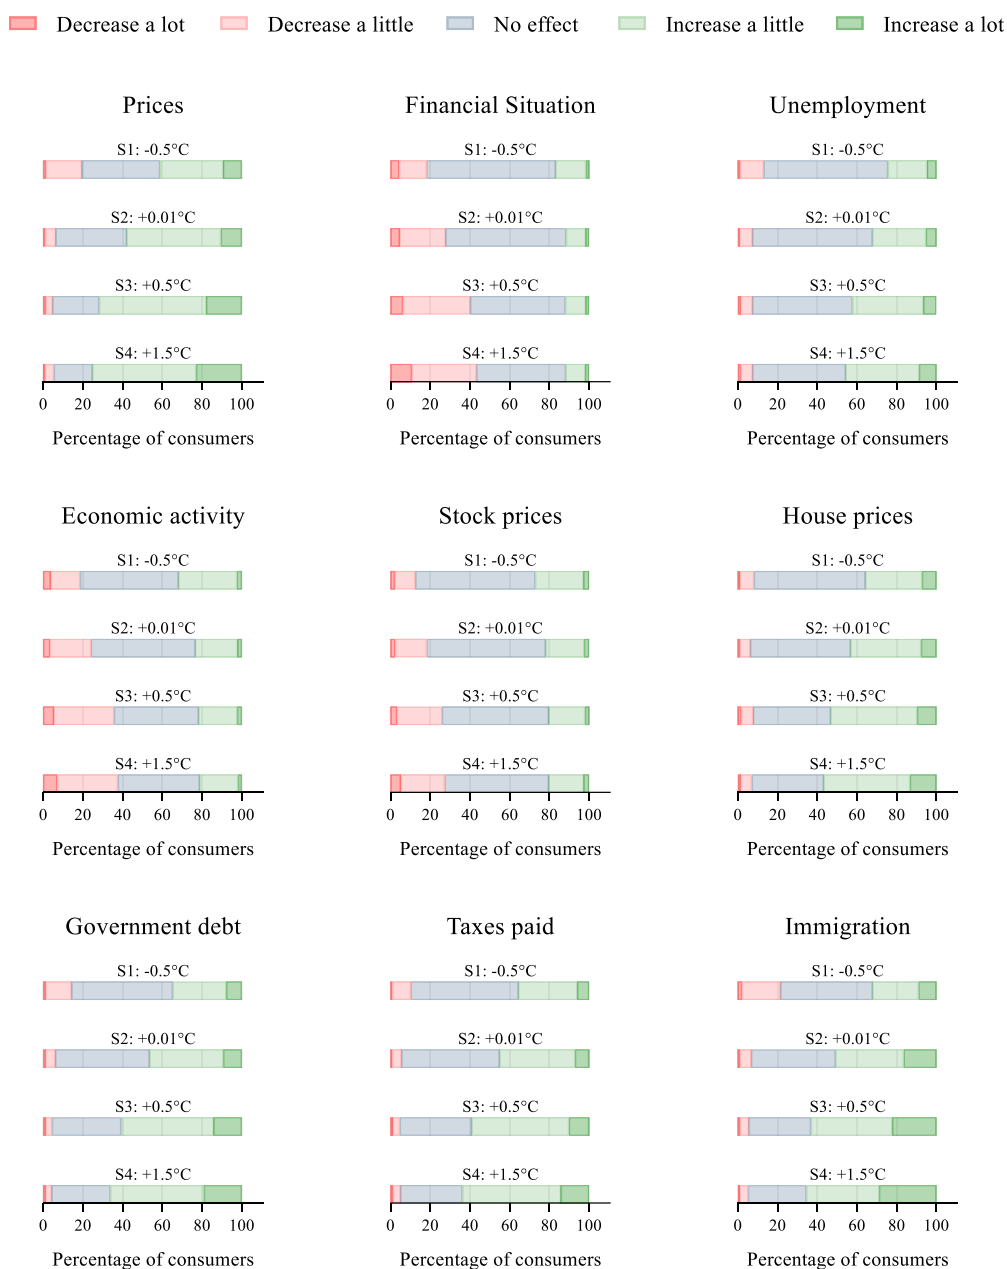 Decrease a lot Decrease a little No effect Increase a little Increase a lot
Prices Financial Situation Unemployment
S1: -0.5°C S1: -0.5°C S1: -0.5°C
S2: +0.01°C S2: +0.01°C S2: +0.01°C
S3: +0.5°C S3: +0.5°C S3: +0.5°C
S4: +1.5°C S4: +1.5°C S4: +1.5°C
0 20 40 60 80 100 0 20 40 60 80 100 0 20 40 60 80 100
Percentage of consumers Percentage of consumers Percentage of consumers
Economic activity Stock prices House prices
S1: -0.5°C S1: -0.5°C S1: -0.5°C
S2: +0.01°C S2: +0.01°C S2: +0.01°C
S3: +0.5°C S3: +0.5°C S3: +0.5°C
S4: +1.5°C S4: +1.5°C S4: +1.5°C
0 20 40 60 80 100 0 20 40 60 80 100 0 20 40 60 80 100
Percentage of consumers Percentage of consumers Percentage of consumers
Government debt Taxes paid Immigration
S1: -0.5°C S1: -0.5°C S1: -0.5°C
S2: +0.01°C S2: +0.01°C S2: +0.01°C
S3: +0.5°C S3: +0.5°C S3: +0.5°C
S4: +1.5°C S4: +1.5°C S4: +1.5°C
0 20 40 60 80 100 0 20 40 60 80 100 0 20 40 60 80 100
Percentage of consumers Percentage of consumers Percentage of consumers